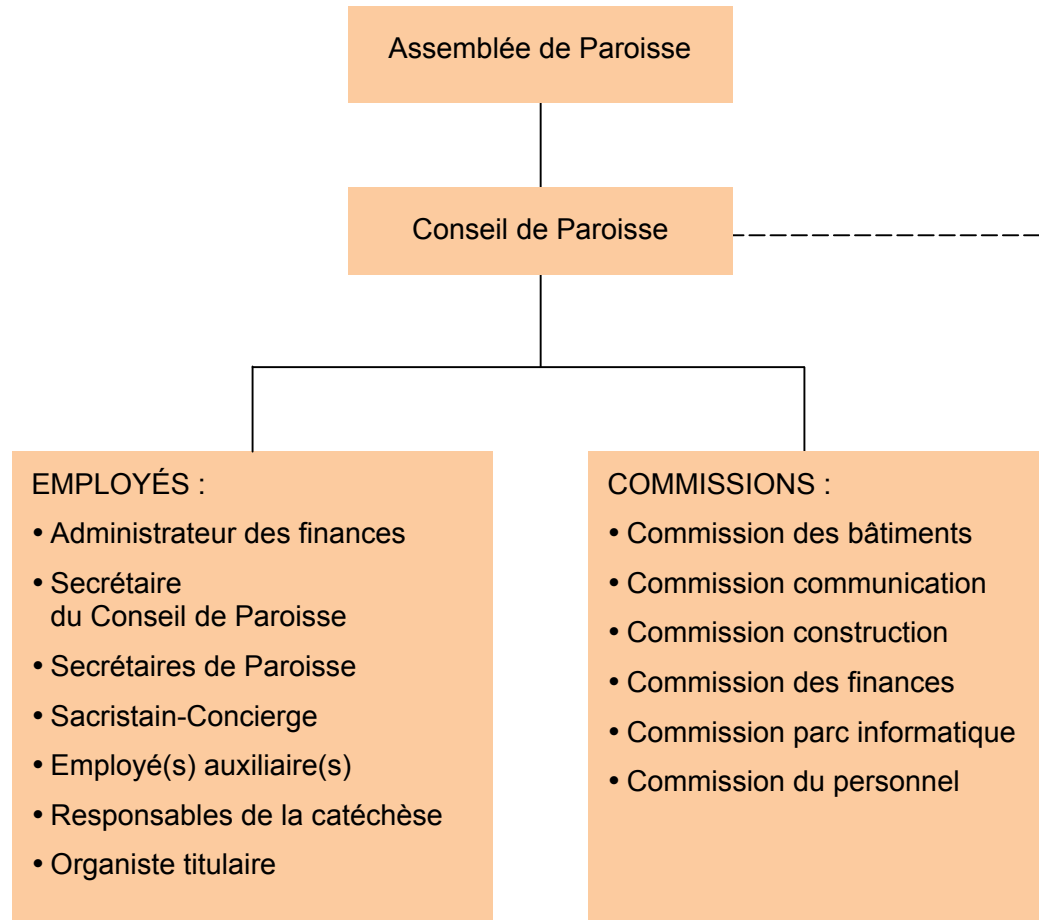 Assemblée de Paroisse
Conseil de Paroisse
EMPLOYÉS :
• Administrateur des finances
• Secrétaire
du Conseil de Paroisse
• Secrétaires de Paroisse
• Sacristain-Concierge
• Employé(s) auxiliaire(s)
• Responsables de la catéchèse
• Organiste titulaire
COMMISSIONS :
• Commission des bâtiments
• Commission communication
• Commission construction
• Commission des finances
• Commission parc informatique
• Commission du personnel